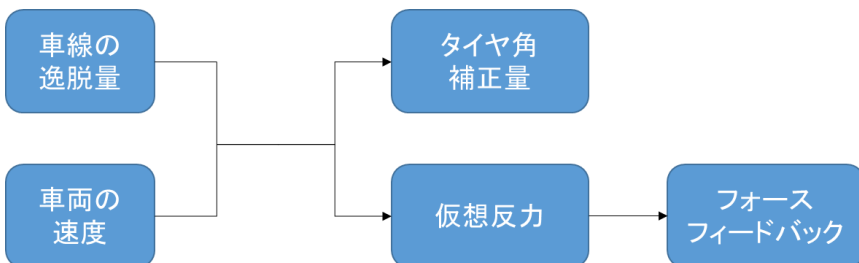 車線の
逸脱量
タイヤ角
補正量
車両の
速度
仮想反力
フォース
フィードバック